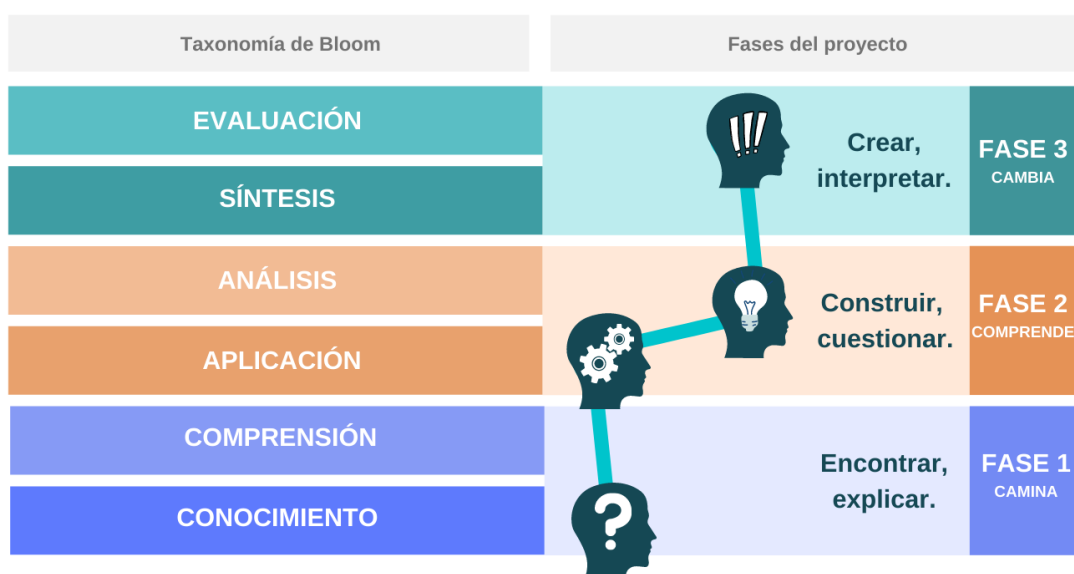 Taxonomía de Bloom
Fases del proyecto
EVALUACIÓN
SÍNTESIS
Crear,
interpretar.
FASE 3
CAMBIA
ANÁLISIS
APLICACIÓN
Construir,
cuestionar.
FASE 2
COMPRENDE
COMPRENSIÓN
CONOCIMIENTO
Encontrar,
explicar.
FASE 1
CAMINA
!!!
?